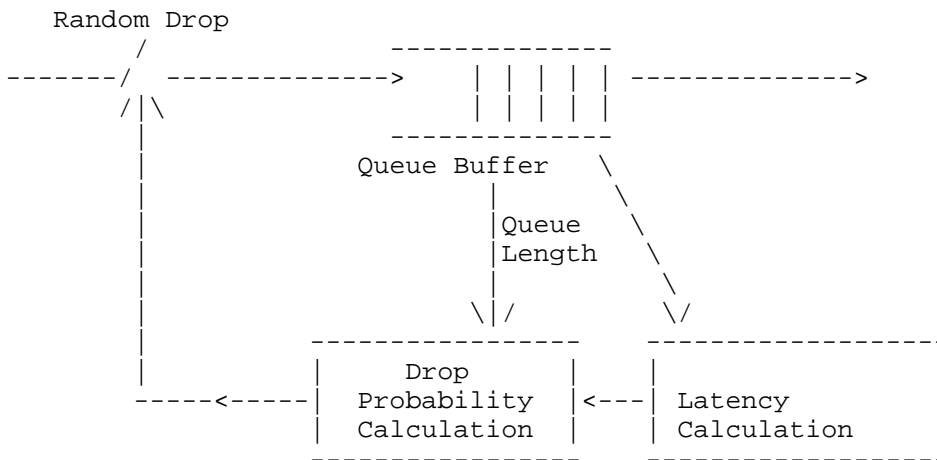 Random Drop
Queue Buffer
Queue
Length
Drop
Probability
Calculation
Latency
Calculation